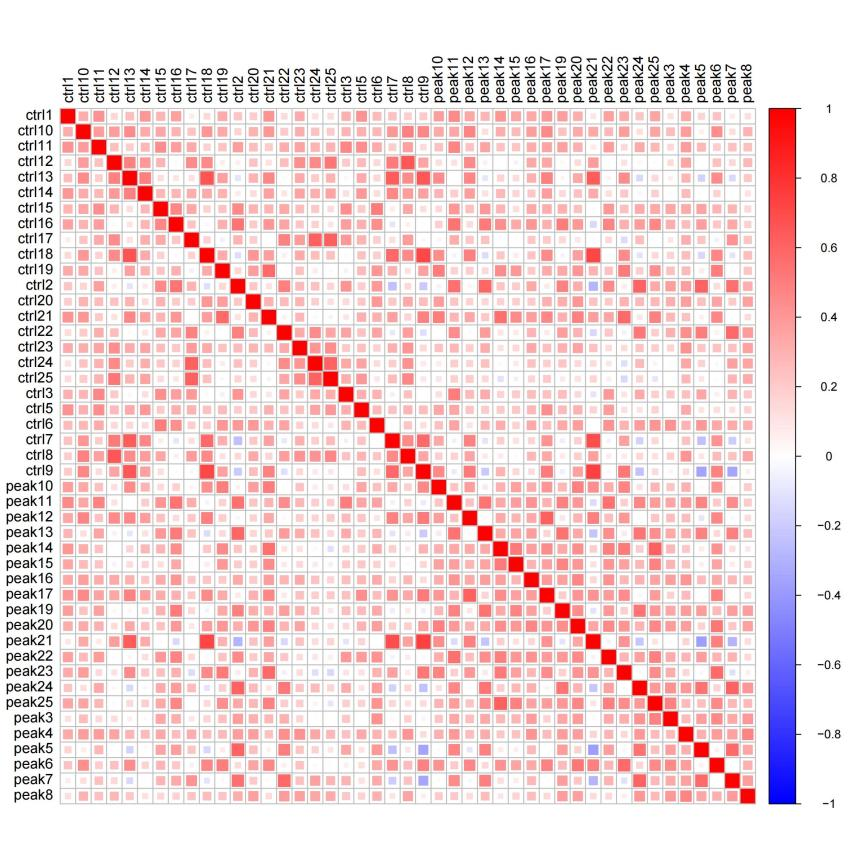 ctrl1 ctrl10 ctrl11 ctrl12 ctrl13 ctrl14 ctrl15 ctrl16 ctrl17 ctrl18 ctrl19 ctrl2 ctrl20 ctrl21 ctrl22 ctrl23 ctrl24 ctrl25 ctrl3 ctrl5 ctrl6 ctrl7 ctrl8 ctrl9 peak10 peak11 peak12 peak13 peak14 peak15 peak16 peak17 peak19 peak20 peak21 peak22 peak23 peak24 peak25 peak3 peak4 peak5 peak6 peak7 peak8
ctrl1
ctrl10
ctrl11
ctrl12
ctrl13
ctrl14
ctrl15
ctrl16
ctrl17
ctrl18
ctrl19
ctrl2
ctrl20
ctrl21
ctrl22
ctrl23
ctrl24
ctrl25
ctrl3
ctrl5
ctrl6
ctrl7
ctrl8
ctrl9
peak10
peak11
peak12
peak13
peak14
peak15
peak16
peak17
peak19
peak20
peak21
peak22
peak23
peak24
peak25
peak3
peak4
peak5
peak6
peak7
peak8
1
0.8
0.6
0.4
0.2
0
−0.2
−0.4
−0.6
−0.8
−1